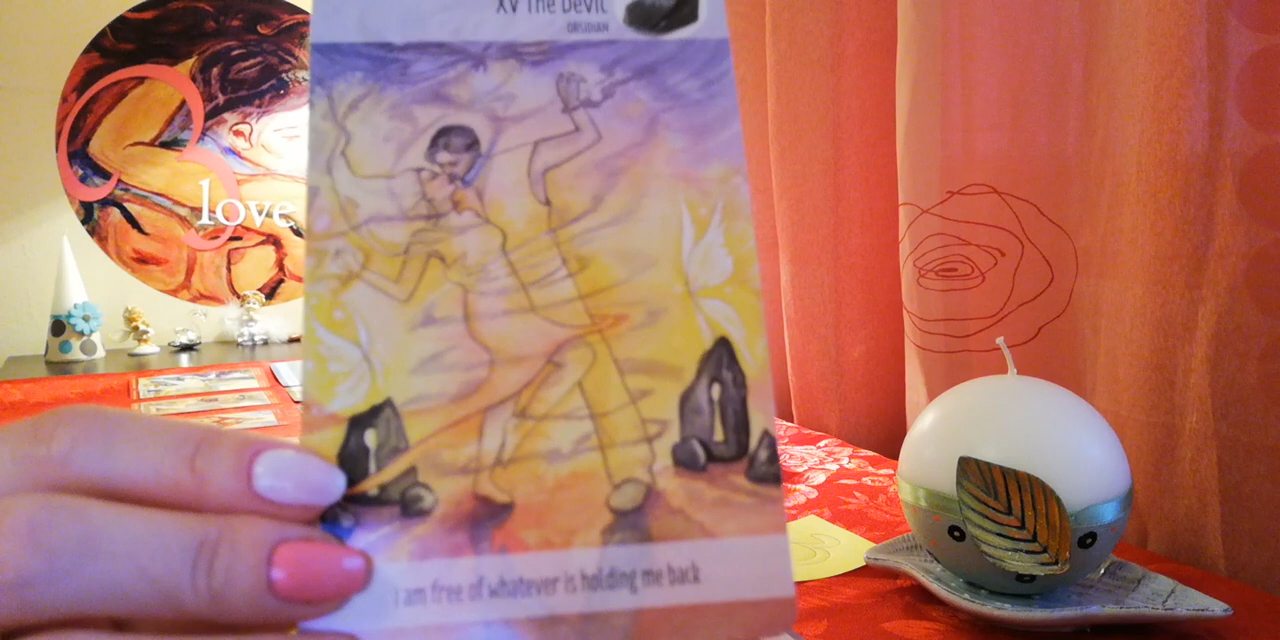 XV The Devil
OBSIDIAN
love
I am free of whatever is holding me back